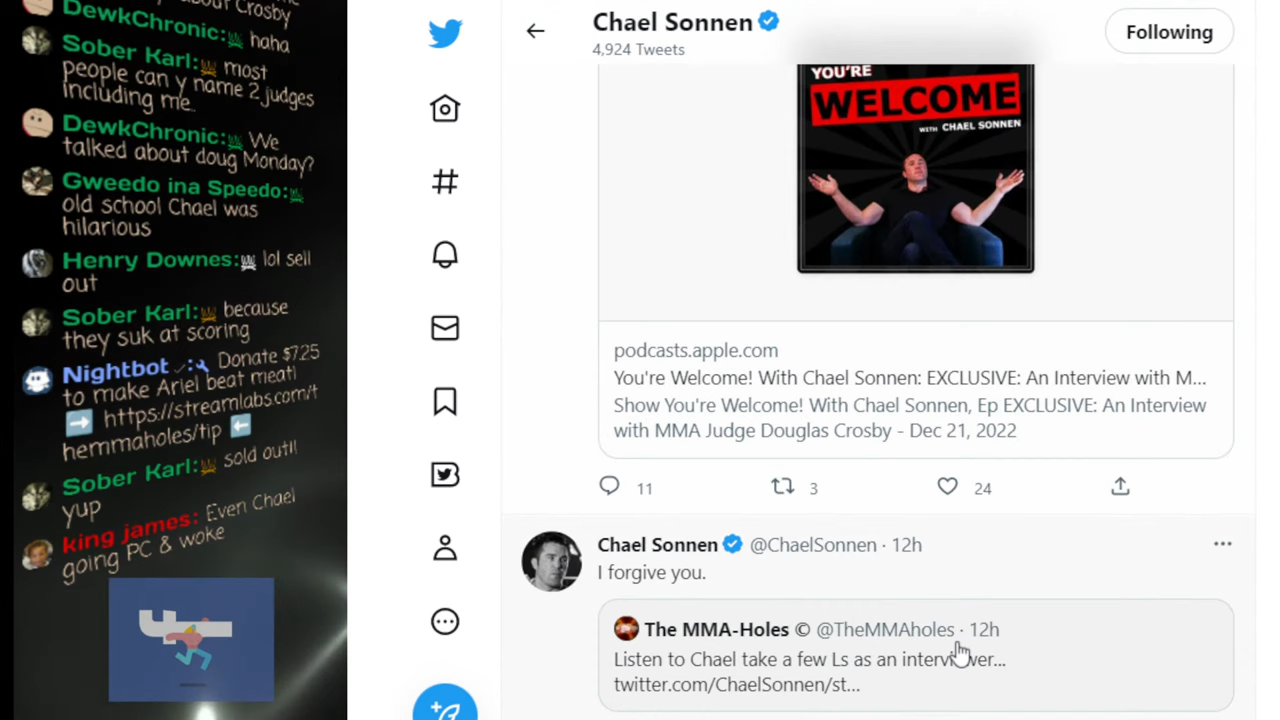 about Crosby
DewkChronic: haha
Sober Karl: most
people can y name 2 judges
including me.
DewkChronic: We
talked about doug Monday?
Gweedo ina Speedo:
old school Chael was
hilarious
Henry Downes: lol sell
out
Sober Karl: because
they suk at scoring
Nightbot : Donate $7.25
to make Ariel beat meat!
➡️ https://streamlabs.com/t
hemmaholes/tip ⬅️
Sober Karl: sold out!!
yup
king james: Even Chael
going PC & woke
Chael Sonnen
4,924 Tweets
Following
YOU'RE
WELCOME
WITH CHAEL SONNEN
podcasts.apple.com
You're Welcome! With Chael Sonnen: EXCLUSIVE: An Interview with M...
Show You're Welcome! With Chael Sonnen, Ep EXCLUSIVE: An Interview
with MMA Judge Douglas Crosby - Dec 21, 2022
11 3 24
Chael Sonnen @ChaelSonnen · 12h
I forgive you.
The MMA-Holes © @TheMMAholes · 12h
Listen to Chael take a few Ls as an interviewer...
twitter.com/ChaelSonnen/st...